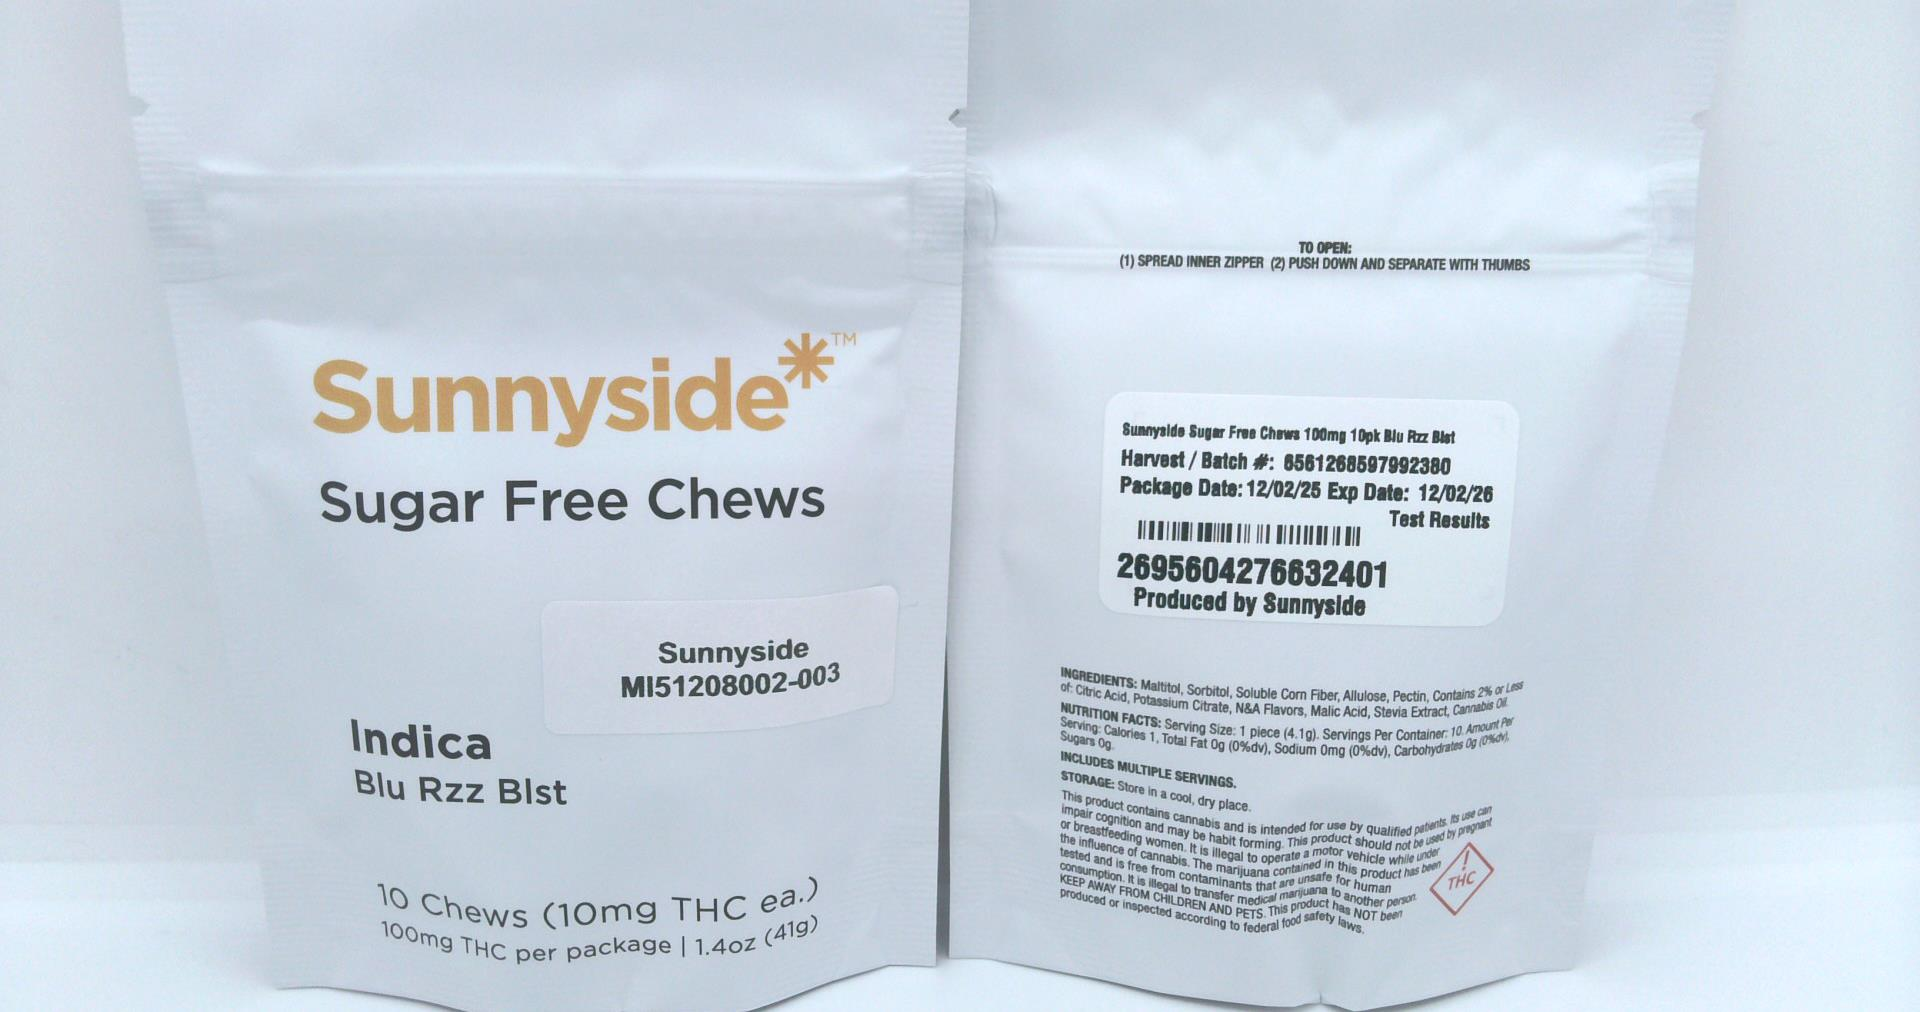 Sunnyside*™
Sugar Free Chews
Sunnyside
MI51208002-003
Indica
Blu Rzz Blst
10 Chews (10mg THC ea.)
100mg THC per package | 1.4oz (41g)
TO OPEN:
(1) SPREAD INNER ZIPPER (2) PUSH DOWN AND SEPARATE WITH THUMBS
Sunnyside Sugar Free Chews 100mg 10pk Blu Rzz Blst
Harvest / Batch #: 6561268597992380
Package Date: 12/02/25 Exp Date: 12/02/26
Test Results
2695604276632401
Produced by Sunnyside
INGREDIENTS: Maltitol, Sorbitol, Soluble Corn Fiber, Allulose, Pectin, Contains 2% or Less
of: Citric Acid, Potassium Citrate, N&A Flavors, Malic Acid, Stevia Extract, Cannabis Oil.
NUTRITION FACTS: Serving Size: 1 piece (4.1g). Servings Per Container: 10. Amount Per
Serving: Calories 1, Total Fat 0g (0%dv), Sodium 0mg (0%dv), Carbohydrates 0g (0%dv),
Sugars 0g.
INCLUDES MULTIPLE SERVINGS.
STORAGE: Store in a cool, dry place.
This product contains cannabis and is intended for use by qualified patients. Its use can
impair cognition and may be habit forming. This product should not be used by pregnant
or breastfeeding women. It is illegal to operate a motor vehicle while under
the influence of cannabis. The marijuana contained in this product has been
tested and is free from contaminants that are unsafe for human
consumption. It is illegal to transfer medical marijuana to another person.
KEEP AWAY FROM CHILDREN AND PETS. This product has NOT been
produced or inspected according to federal food safety laws.
!
THC